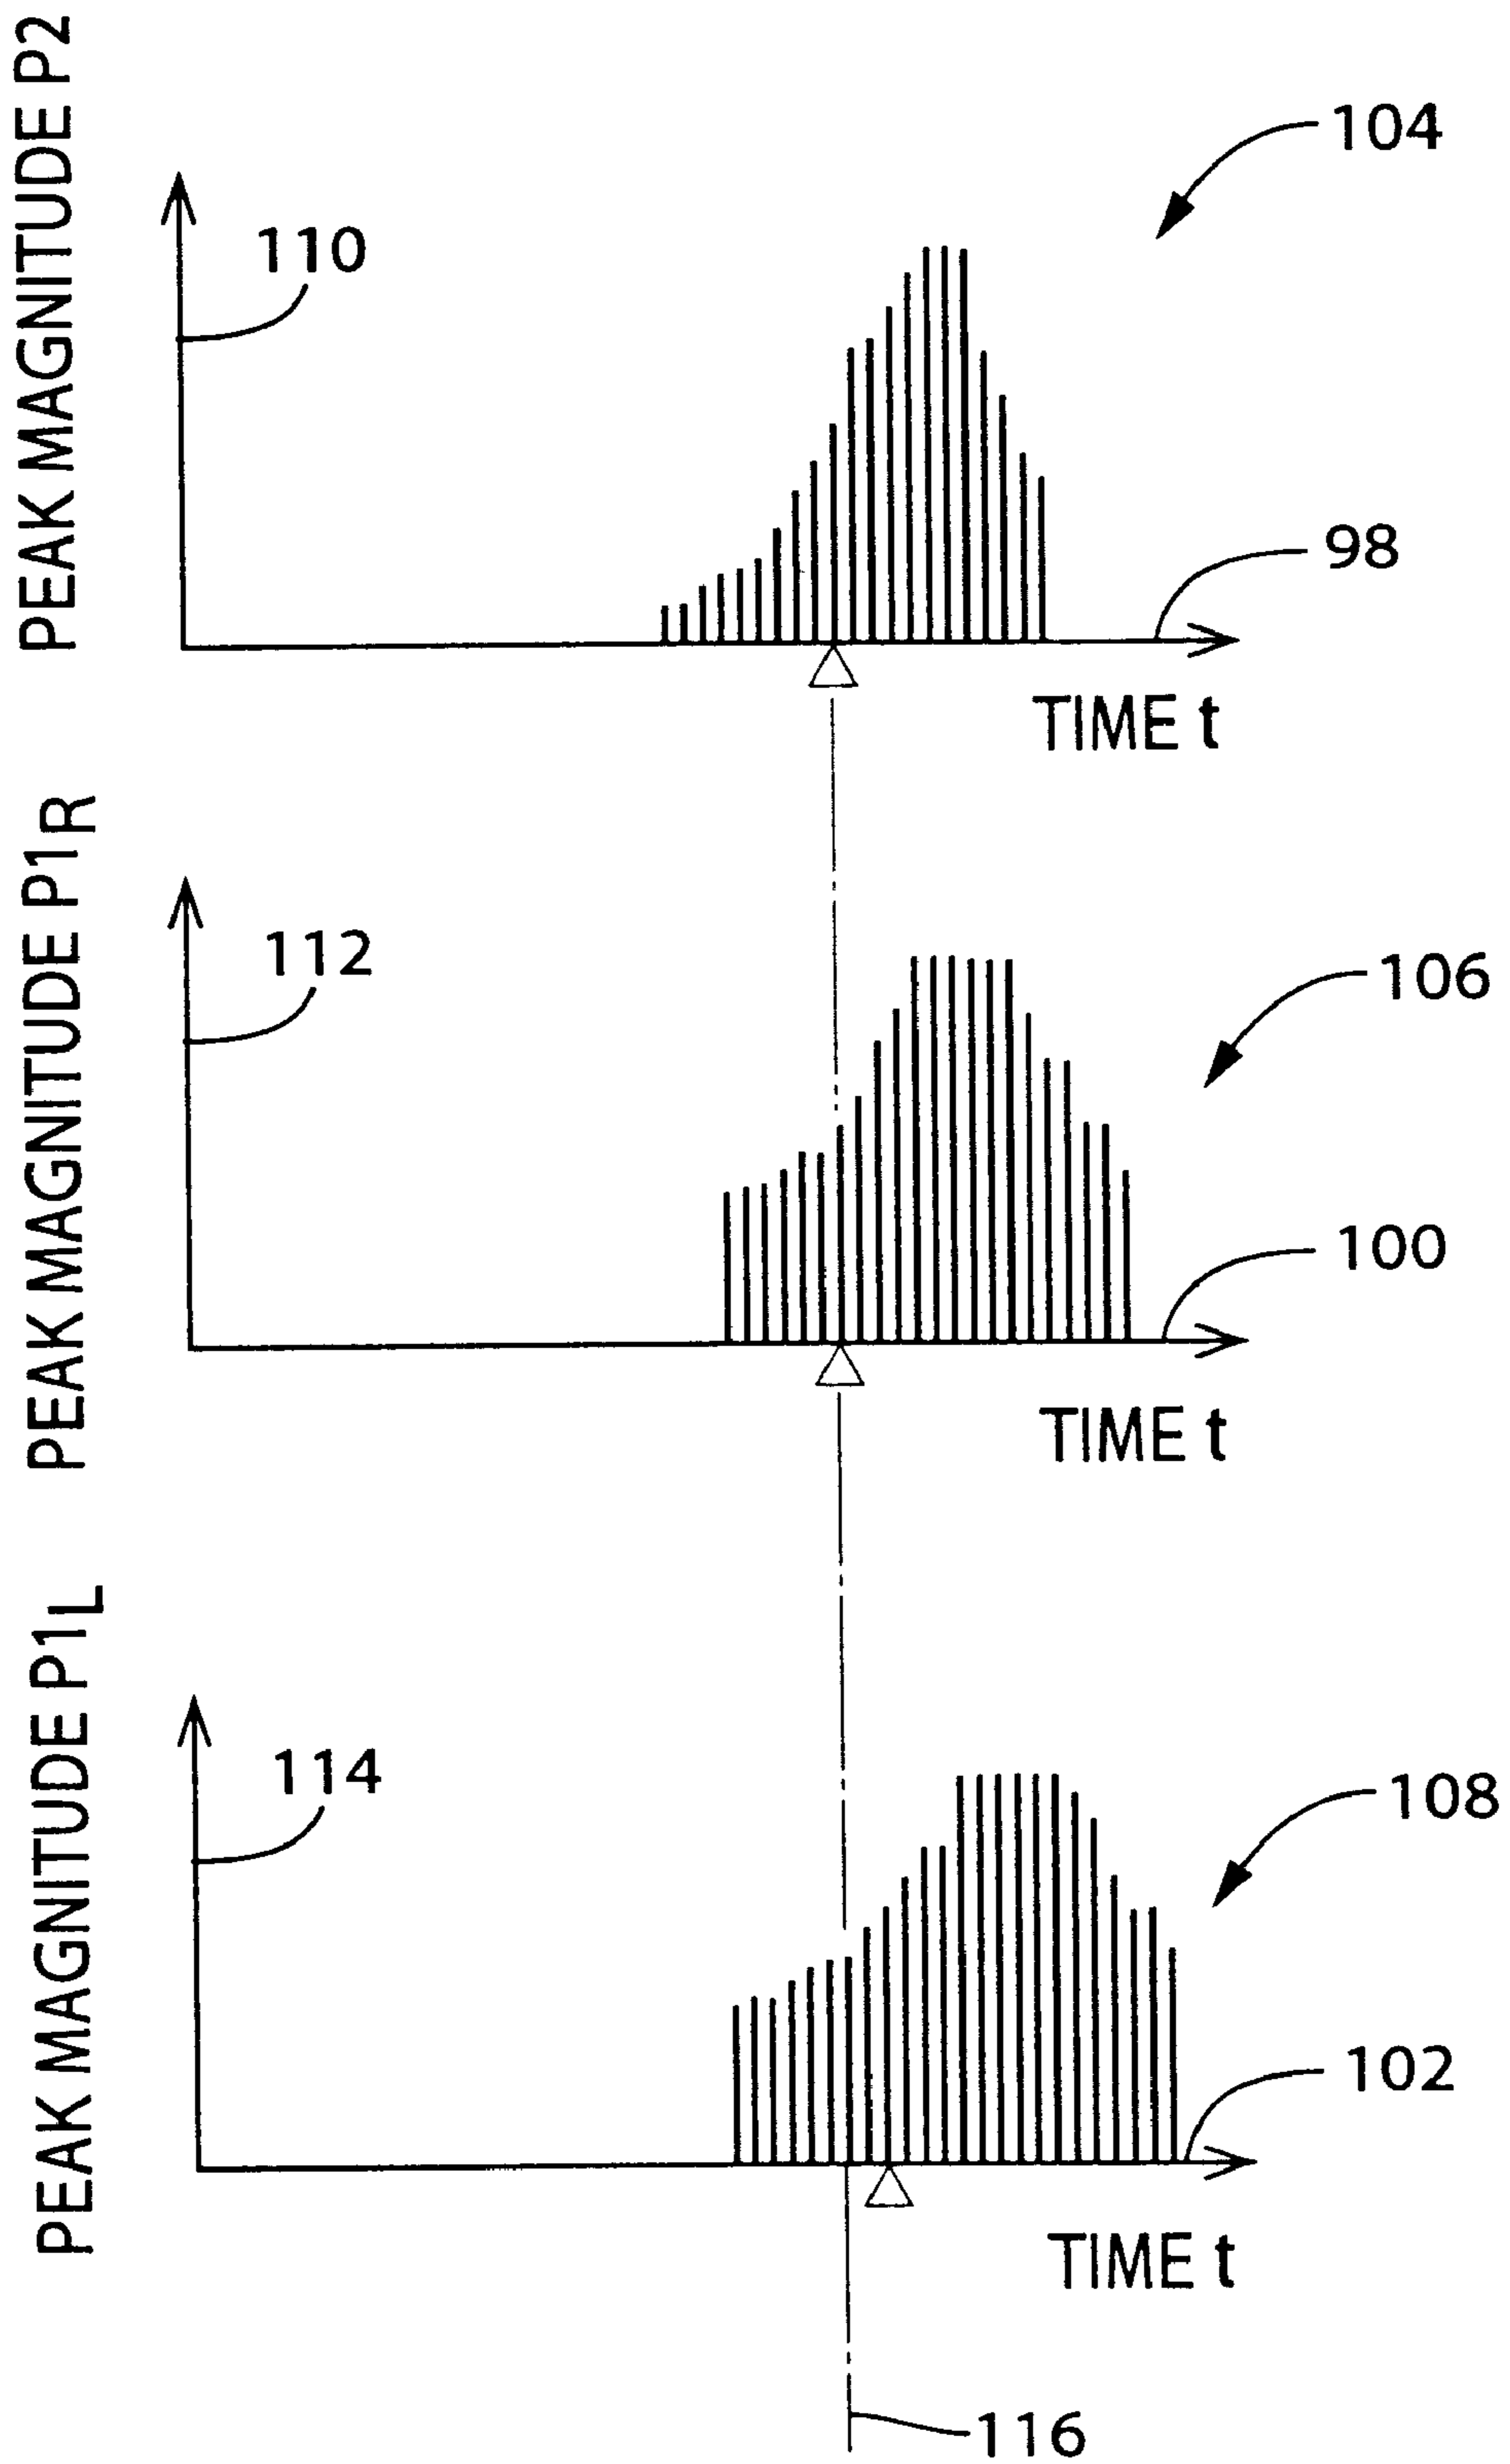 PEAK MAGNITUDE P2
104
110
98
TIME t
PEAK MAGNITUDE P1R
112
106
100
TIME t
PEAK MAGNITUDE P1L
114
108
102
TIME t
116